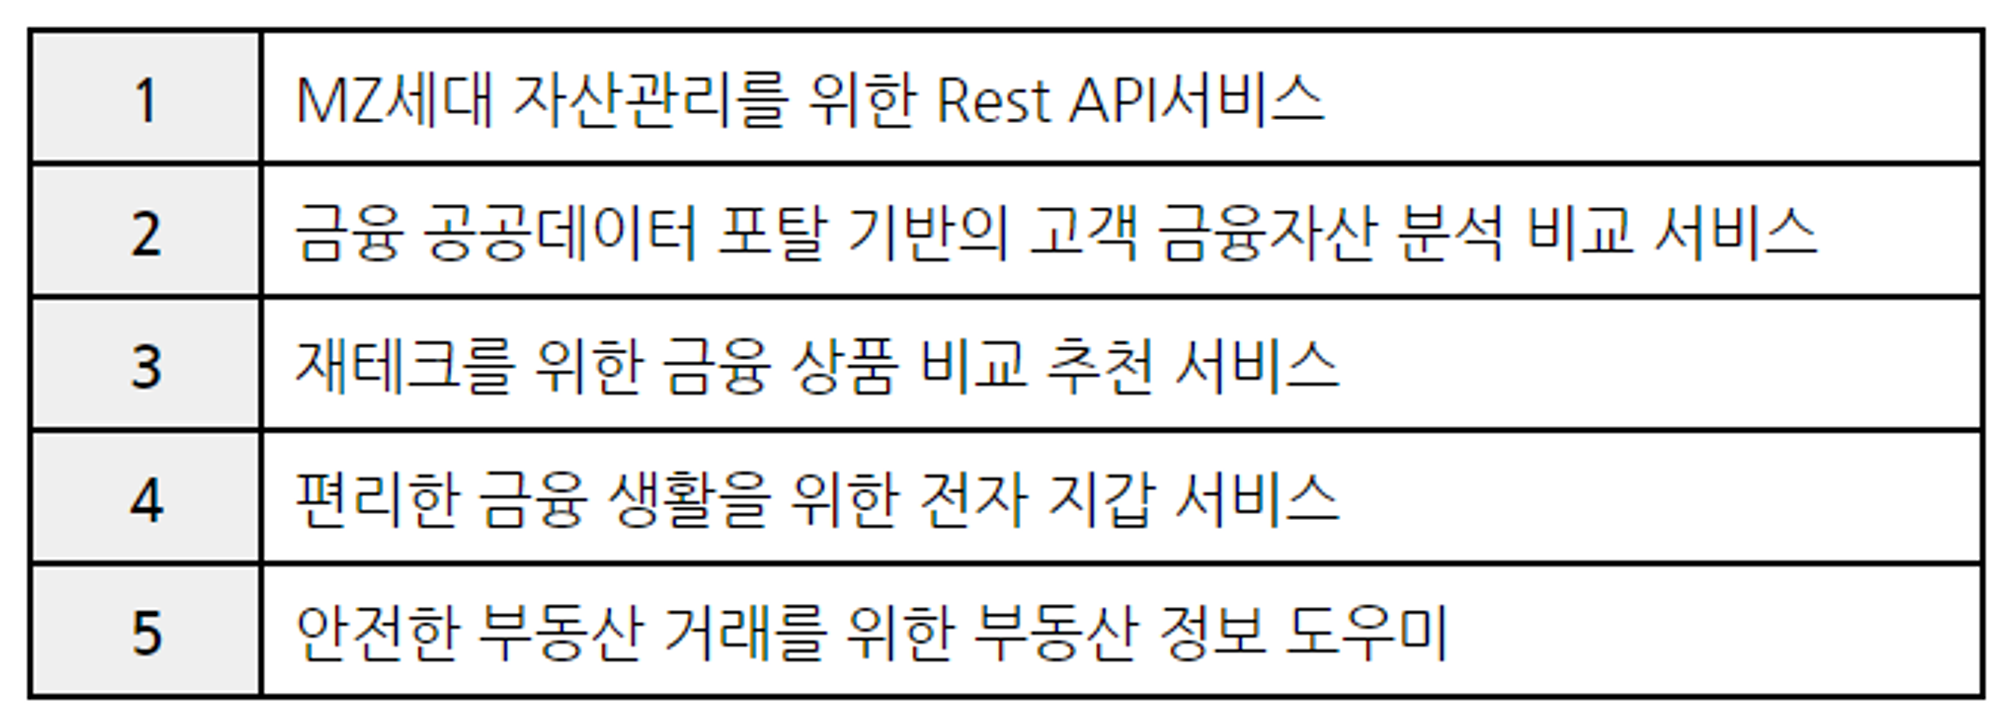 1 MZ세대 자산관리를 위한 Rest API서비스
2 금융 공공데이터 포탈 기반의 고객 금융자산 분석 비교 서비스
3 재테크를 위한 금융 상품 비교 추천 서비스
4 편리한 금융 생활을 위한 전자 지갑 서비스
5 안전한 부동산 거래를 위한 부동산 정보 도우미